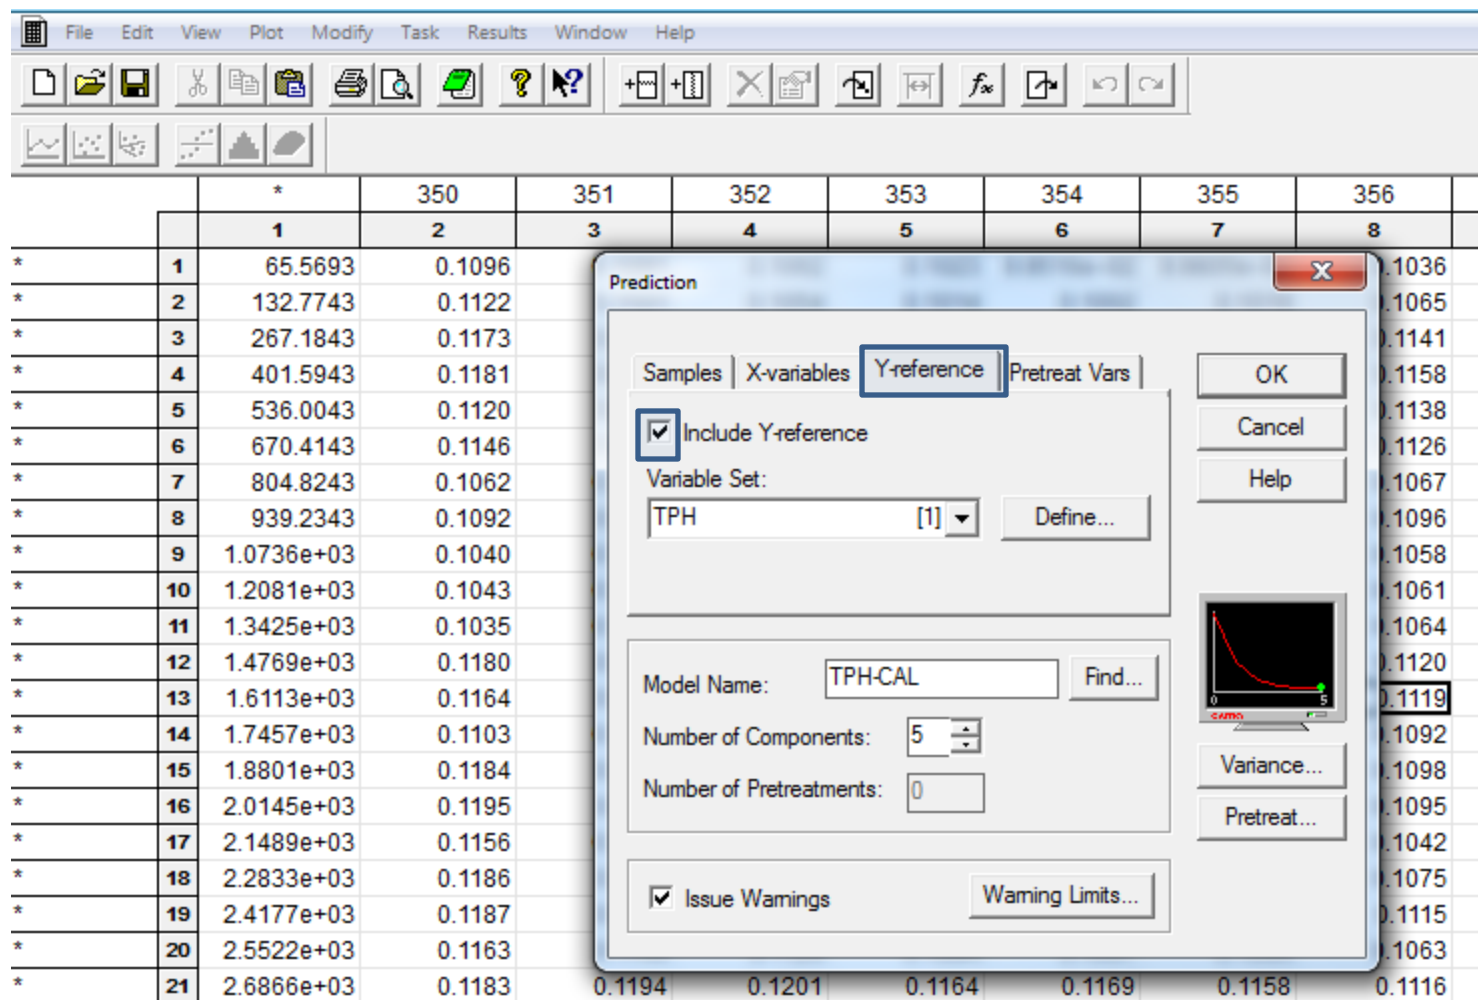 File Edit View Plot Modify Task Results Window Help
* 350 351 352 353 354 355 356
1 2 3 4 5 6 7 8
* 1 65.5693 0.1096 0.1036
* 2 132.7743 0.1122 .1065
* 3 267.1843 0.1173 .1141
* 4 401.5943 0.1181 .1158
* 5 536.0043 0.1120 .1138
* 6 670.4143 0.1146 .1126
* 7 804.8243 0.1062 .1067
* 8 939.2343 0.1092 .1096
* 9 1.0736e+03 0.1040 .1058
* 10 1.2081e+03 0.1043 .1061
* 11 1.3425e+03 0.1035 .1064
* 12 1.4769e+03 0.1180 .1120
* 13 1.6113e+03 0.1164 0.1119
* 14 1.7457e+03 0.1103 .1092
* 15 1.8801e+03 0.1184 .1098
* 16 2.0145e+03 0.1195 .1095
* 17 2.1489e+03 0.1156 .1042
* 18 2.2833e+03 0.1186 .1075
* 19 2.4177e+03 0.1187 .1115
* 20 2.5522e+03 0.1163 .1063
* 21 2.6866e+03 0.1183 0.1194 0.1201 0.1164 0.1169 0.1158 0.1116
Prediction
Samples X-variables Y-reference Pretreat Vars
Include Y-reference
Variable Set:
TPH [1] Define...
Model Name: TPH-CAL Find...
Number of Components: 5
Number of Pretreatments: 0
Issue Warnings Warning Limits...
OK
Cancel
Help
0 5
Variance...
Pretreat...